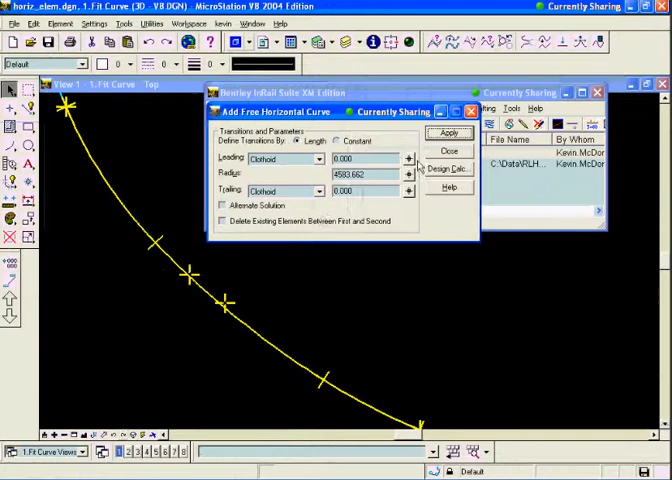 horiz_elem.dgn, 1.Fit Curve (3D - V8 DGN) - MicroStation V8 2004 Edition
Currently Sharing
File Edit Element Settings Tools Utilities Workspace kevin Window Help
Default
0 0 0
View 1 - 1.Fit Curve Top
Bentley InRail Suite XM Edition
Currently Sharing
Add Free Horizontal Curve
Currently Sharing
Transitions and Parameters
Define Transitions By: Length Constant
Leading: Clothoid 0.000
Radius: 4583.662
Trailing: Clothoid 0.000
Alternate Solution
Delete Existing Elements Between First and Second
Apply
Close
Design Calc...
Help
Tools Help
File Name By Whom
Kevin.McDor
C:\Data\RLH... Kevin.McDor
1.Fit Curve Views
1 2 3 4 5 6 7 8
Default